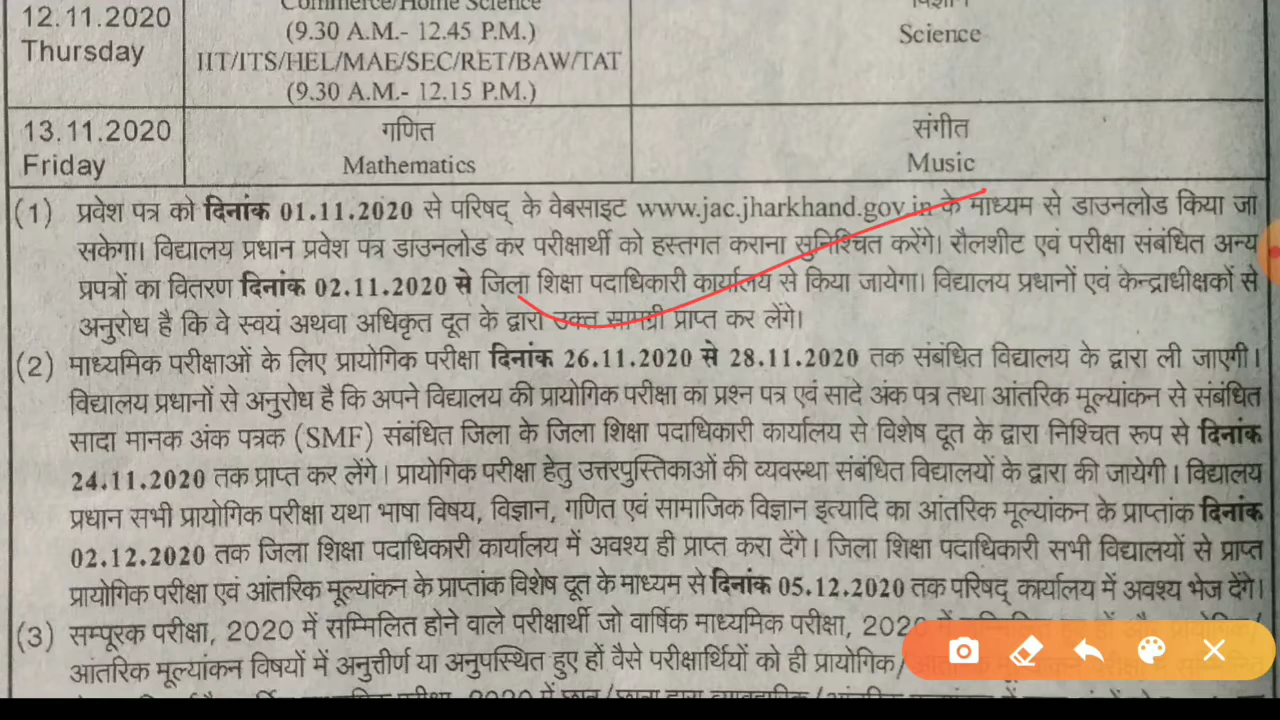 12.11.2020
Thursday
Commerce/Home Science
(9.30 A.M.- 12.45 P.M.)
IIT/ITS/HEL/MAE/SEC/RET/BAW/TAT
(9.30 A.M.- 12.15 P.M.)
विज्ञान
Science
13.11.2020
Friday
गणित
Mathematics
संगीत
Music
(1) प्रवेश पत्र को दिनांक 01.11.2020 से परिषद् के वेबसाइट www.jac.jharkhand.gov.in के माध्यम से डाउनलोड किया जा
सकेगा। विद्यालय प्रधान प्रवेश पत्र डाउनलोड कर परीक्षार्थी को हस्तगत कराना सुनिश्चित करेंगे। रौलशीट एवं परीक्षा संबंधित अन्य
प्रपत्रों का वितरण दिनांक 02.11.2020 से जिला शिक्षा पदाधिकारी कार्यालय से किया जायेगा। विद्यालय प्रधानों एवं केन्द्राधीक्षकों से
अनुरोध है कि वे स्वयं अथवा अधिकृत दूत के द्वारा उक्त सामग्री प्राप्त कर लेंगे।
(2) माध्यमिक परीक्षाओं के लिए प्रायोगिक परीक्षा दिनांक 26.11.2020 से 28.11.2020 तक संबंधित विद्यालय के द्वारा ली जाएगी।
विद्यालय प्रधानों से अनुरोध है कि अपने विद्यालय की प्रायोगिक परीक्षा का प्रश्न पत्र एवं सादे अंक पत्र तथा आंतरिक मूल्यांकन से संबंधित
सादा मानक अंक पत्रक (SMF) संबंधित जिला के जिला शिक्षा पदाधिकारी कार्यालय से विशेष दूत के द्वारा निश्चित रूप से दिनांक
24.11.2020 तक प्राप्त कर लेंगे। प्रायोगिक परीक्षा हेतु उत्तरपुस्तिकाओं की व्यवस्था संबंधित विद्यालयों के द्वारा की जायेगी। विद्यालय
प्रधान सभी प्रायोगिक परीक्षा यथा भाषा विषय, विज्ञान, गणित एवं सामाजिक विज्ञान इत्यादि का आंतरिक मूल्यांकन के प्राप्तांक दिनांक
02.12.2020 तक जिला शिक्षा पदाधिकारी कार्यालय में अवश्य ही प्राप्त करा देंगे। जिला शिक्षा पदाधिकारी सभी विद्यालयों से प्राप्त
प्रायोगिक परीक्षा एवं आंतरिक मूल्यांकन के प्राप्तांक विशेष दूत के माध्यम से दिनांक 05.12.2020 तक परिषद् कार्यालय में अवश्य भेज देंगे।
(3) सम्पूरक परीक्षा, 2020 में सम्मिलित होने वाले परीक्षार्थी जो वार्षिक माध्यमिक परीक्षा, 2020
आंतरिक मूल्यांकन विषयों में अनुत्तीर्ण या अनुपस्थित हुए हों वैसे परीक्षार्थियों को ही प्रायोगिक/